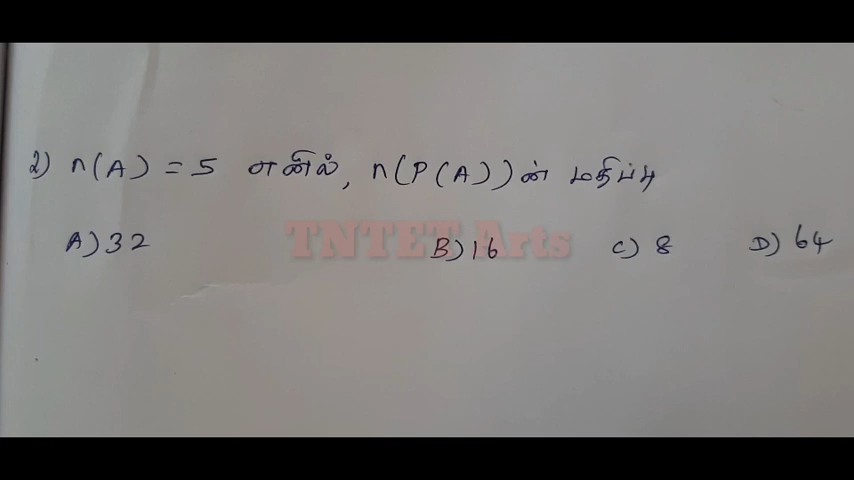 2) n(A) = 5 எனில், n(P(A))ன் மதிப்பு
A) 32 B) 16 C) 8 D) 64
TNTET Arts